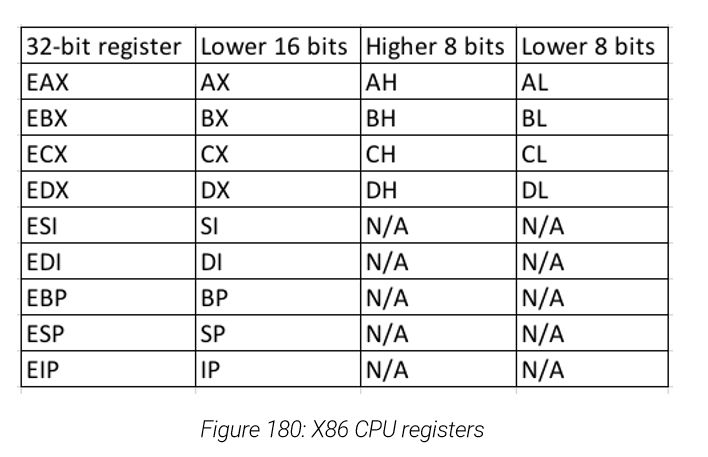 32-bit register Lower 16 bits Higher 8 bits Lower 8 bits
EAX AX AH AL
EBX BX BH BL
ECX CX CH CL
EDX DX DH DL
ESI SI N/A N/A
EDI DI N/A N/A
EBP BP N/A N/A
ESP SP N/A N/A
EIP IP N/A N/A
Figure 180: X86 CPU registers